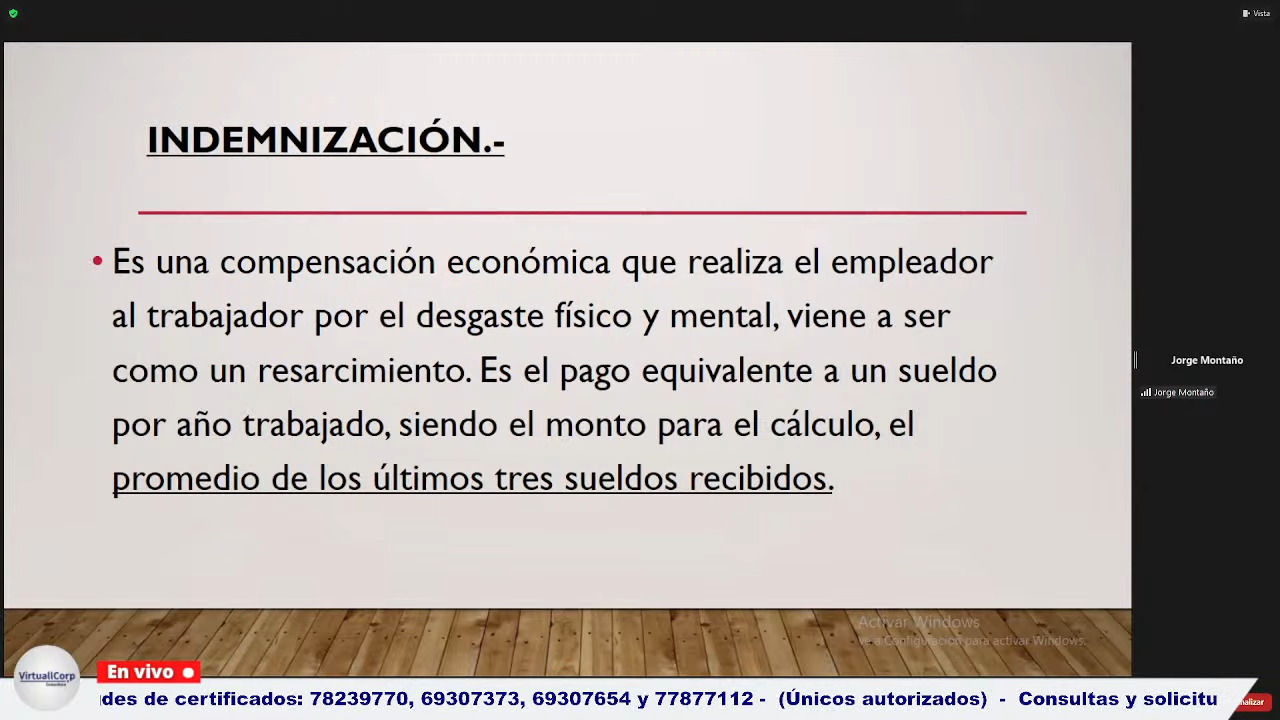 Vista
INDEMNIZACIÓN.-
• Es una compensación económica que realiza el empleador
al trabajador por el desgaste físico y mental, viene a ser
como un resarcimiento. Es el pago equivalente a un sueldo
por año trabajado, siendo el monto para el cálculo, el
promedio de los últimos tres sueldos recibidos.
Jorge Montaño
Jorge Montaño
Activar Windows
Ve a Configuración para activar Windows.
VirtuallCorp
En vivo
des de certificados: 78239770, 69307373, 69307654 y 77877112 - (Únicos autorizados) - Consultas y solicitu